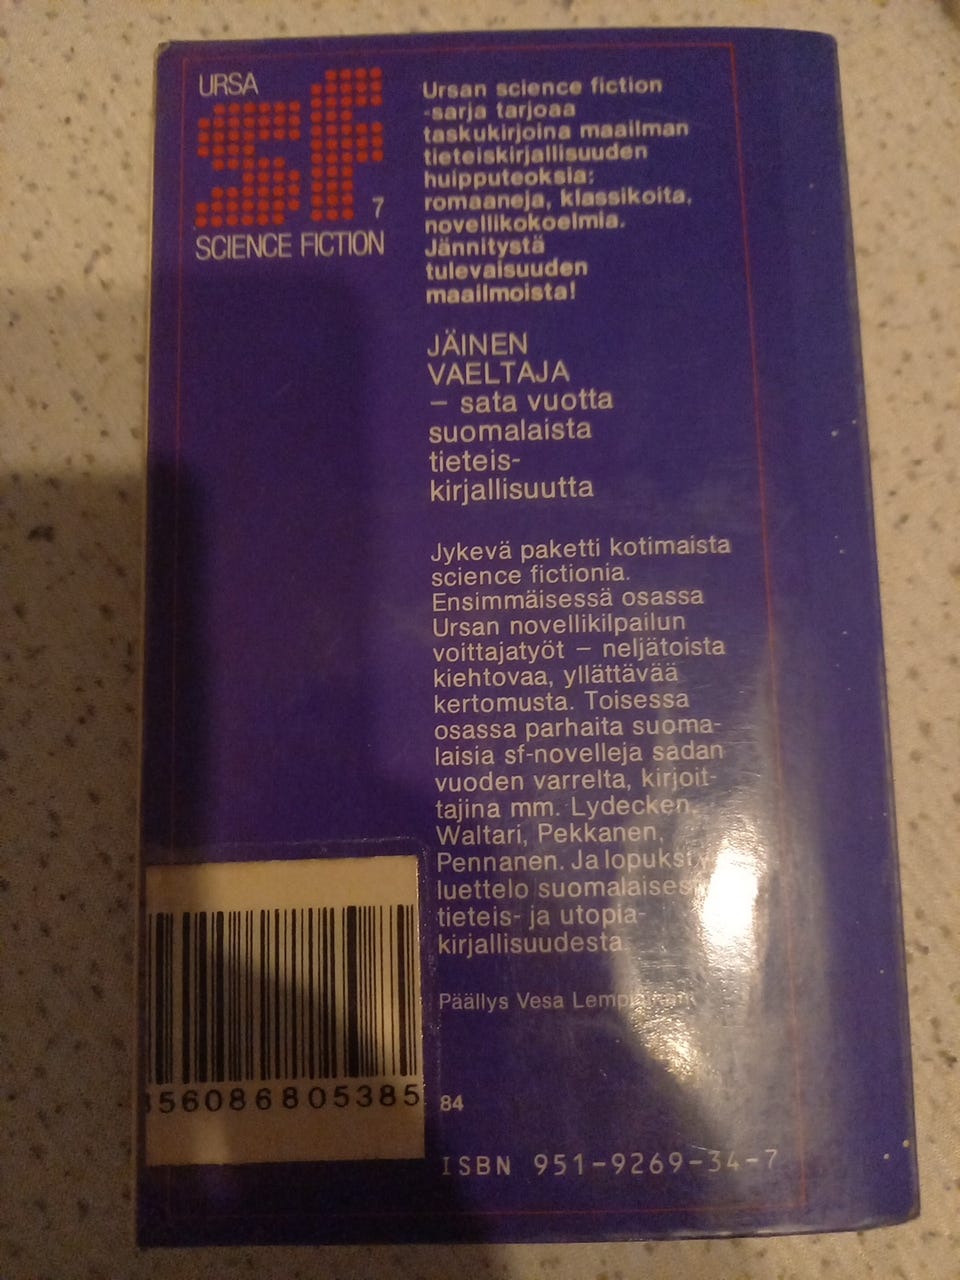 URSA
sf
7
SCIENCE FICTION
Ursan science fiction
-sarja tarjoaa
taskukirjoina maailman
tieteiskirjallisuuden
huipputeoksia:
romaaneja, klassikoita,
novellikokoelmia.
Jännitystä
tulevaisuuden
maailmoista!
JÄINEN
VAELTAJA
– sata vuotta
suomalaista
tieteis-
kirjallisuutta
Jykevä paketti kotimaista
science fictionia.
Ensimmäisessä osassa
Ursan novellikilpailun
voittajatyöt – neljätoista
kiehtovaa, yllättävää
kertomusta. Toisessa
osassa parhaita suoma-
laisia sf-novelleja sadan
vuoden varrelta, kirjoit-
tajina mm. Lydecken,
Waltari, Pekkanen,
Pennanen. Ja lopuksi
luettelo
tieteis- ja utopia-
kirjallisuudesta.
Päällys Vesa
56086805385
84
ISBN 951-9269-34-7